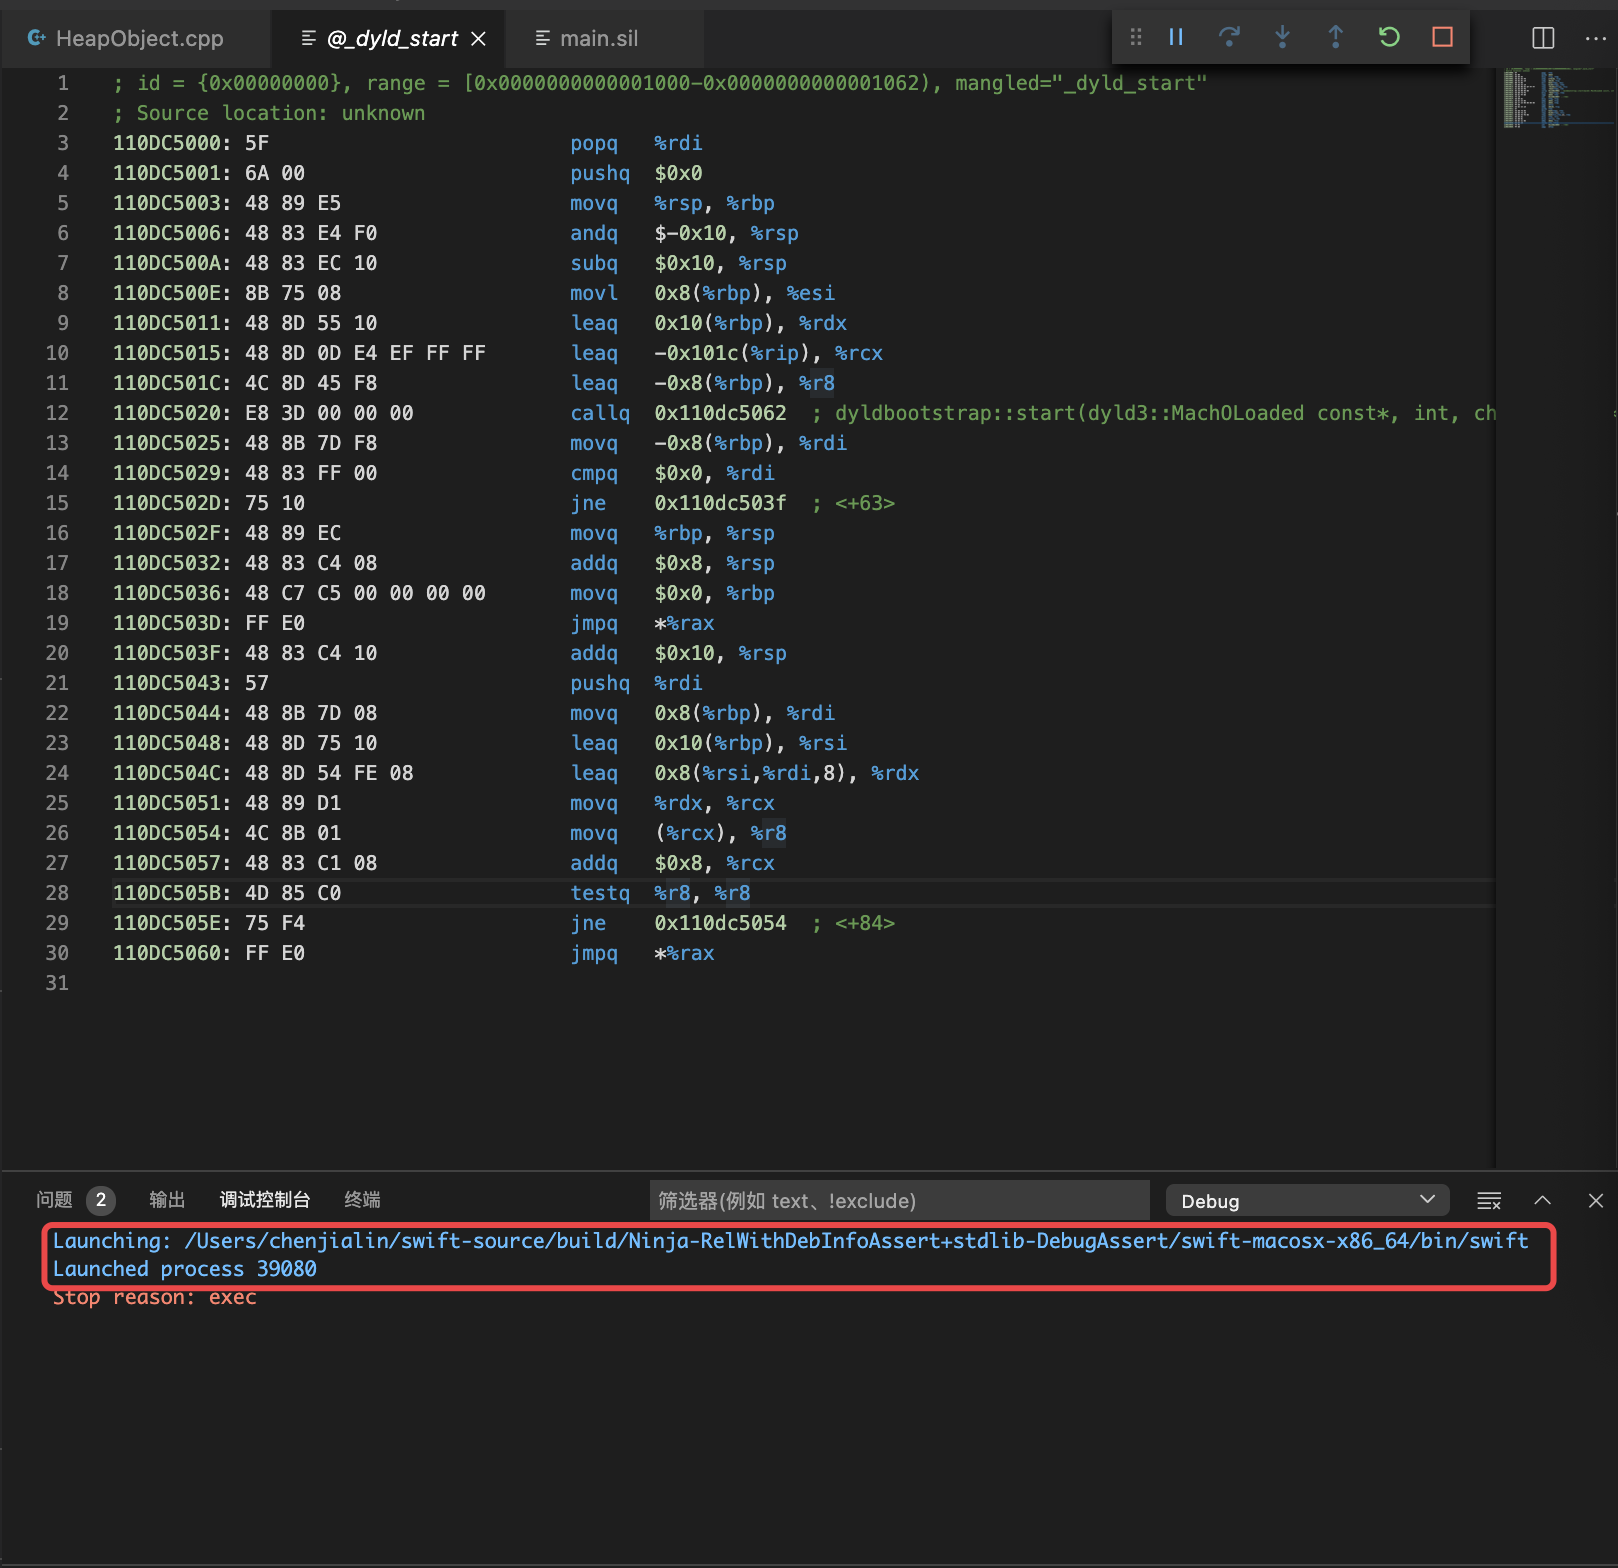 HeapObject.cpp
@_dyld_start
main.sil
1 ; id = {0x00000000}, range = [0x0000000000001000-0x0000000000001062), mangled="_dyld_start"
2 ; Source location: unknown
3 110DC5000: 5F popq %rdi
4 110DC5001: 6A 00 pushq $0x0
5 110DC5003: 48 89 E5 movq %rsp, %rbp
6 110DC5006: 48 83 E4 F0 andq $-0x10, %rsp
7 110DC500A: 48 83 EC 10 subq $0x10, %rsp
8 110DC500E: 8B 75 08 movl 0x8(%rbp), %esi
9 110DC5011: 48 8D 55 10 leaq 0x10(%rbp), %rdx
10 110DC5015: 48 8D 0D E4 EF FF FF leaq -0x101c(%rip), %rcx
11 110DC501C: 4C 8D 45 F8 leaq -0x8(%rbp), %r8
12 110DC5020: E8 3D 00 00 00 callq 0x110dc5062 ; dyldbootstrap::start(dyld3::MachOLoaded const*, int, ch
13 110DC5025: 48 8B 7D F8 movq -0x8(%rbp), %rdi
14 110DC5029: 48 83 FF 00 cmpq $0x0, %rdi
15 110DC502D: 75 10 jne 0x110dc503f ; <+63>
16 110DC502F: 48 89 EC movq %rbp, %rsp
17 110DC5032: 48 83 C4 08 addq $0x8, %rsp
18 110DC5036: 48 C7 C5 00 00 00 00 movq $0x0, %rbp
19 110DC503D: FF E0 jmpq *%rax
20 110DC503F: 48 83 C4 10 addq $0x10, %rsp
21 110DC5043: 57 pushq %rdi
22 110DC5044: 48 8B 7D 08 movq 0x8(%rbp), %rdi
23 110DC5048: 48 8D 75 10 leaq 0x10(%rbp), %rsi
24 110DC504C: 48 8D 54 FE 08 leaq 0x8(%rsi,%rdi,8), %rdx
25 110DC5051: 48 89 D1 movq %rdx, %rcx
26 110DC5054: 4C 8B 01 movq (%rcx), %r8
27 110DC5057: 48 83 C1 08 addq $0x8, %rcx
28 110DC505B: 4D 85 C0 testq %r8, %r8
29 110DC505E: 75 F4 jne 0x110dc5054 ; <+84>
30 110DC5060: FF E0 jmpq *%rax
31
问题 2 输出 调试控制台 终端 筛选器(例如 text、!exclude) Debug
Launching: /Users/chenjialin/swift-source/build/Ninja-RelWithDebInfoAssert+stdlib-DebugAssert/swift-macosx-x86_64/bin/swift
Launched process 39080
Stop reason: exec